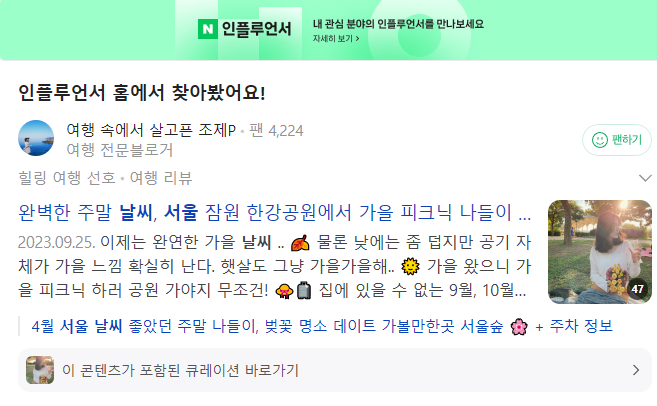 N 인플루언서
내 관심 분야의 인플루언서를 만나보세요
자세히 보기 >
인플루언서 홈에서 찾아봤어요!
여행 속에서 살고픈 조제P • 팬 4,224
여행 전문블로거
팬하기
힐링 여행 선호 • 여행 리뷰
완벽한 주말 날씨, 서울 잠원 한강공원에서 가을 피크닉 나들이 ...
2023.09.25. 이제는 완연한 가을 날씨 .. 🍂 물론 낮에는 좀 덥지만 공기 자
체가 가을 느낌 확실히 난다. 햇살도 그냥 가을가을해.. 🌞 가을 왔으니 가
을 피크닉 하러 공원 가야지 무조건! 집에 있을 수 없는 9월, 10월...
47
4월 서울 날씨 좋았던 주말 나들이, 벚꽃 명소 데이트 가볼만한곳 서울숲 🌸 + 주차 정보
이 콘텐츠가 포함된 큐레이션 바로가기